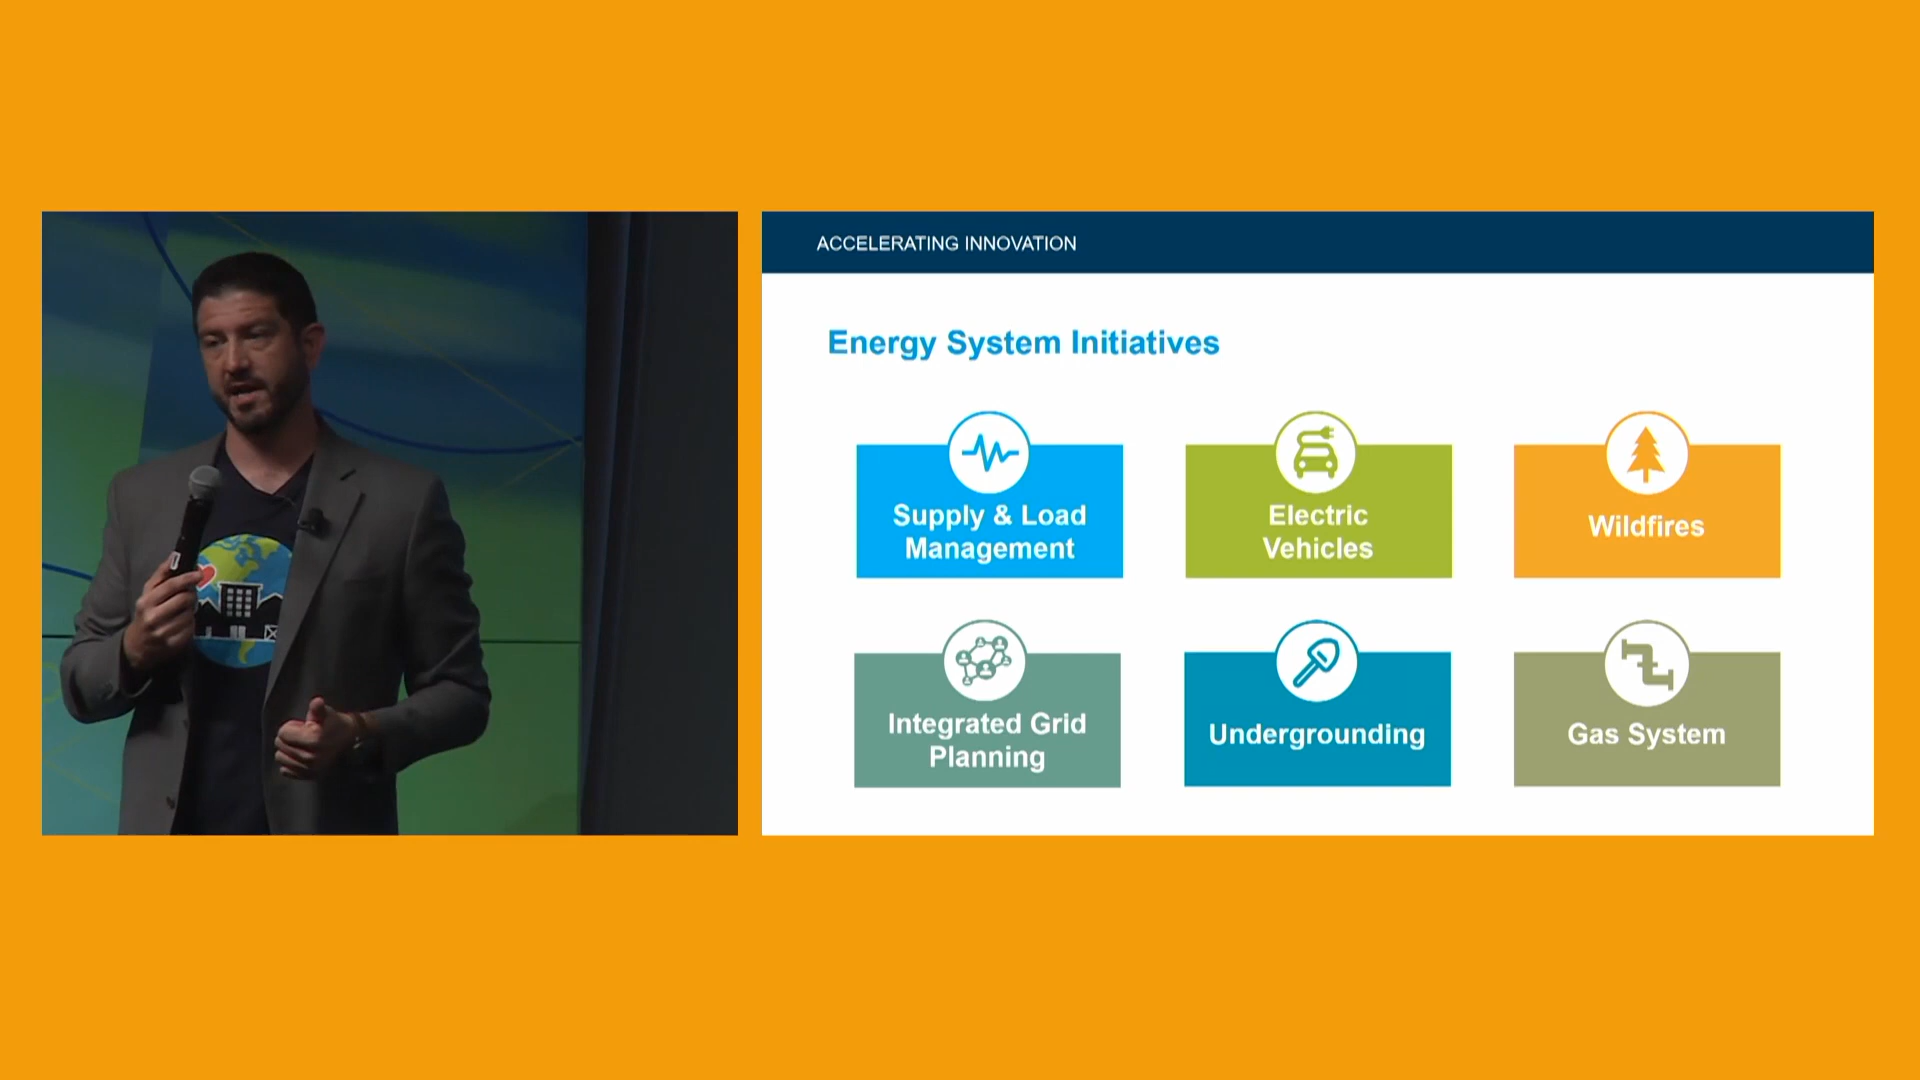 ACCELERATING INNOVATION
Energy System Initiatives
Supply & Load
Management
Electric
Vehicles
Wildfires
Integrated Grid
Planning
Undergrounding
Gas System